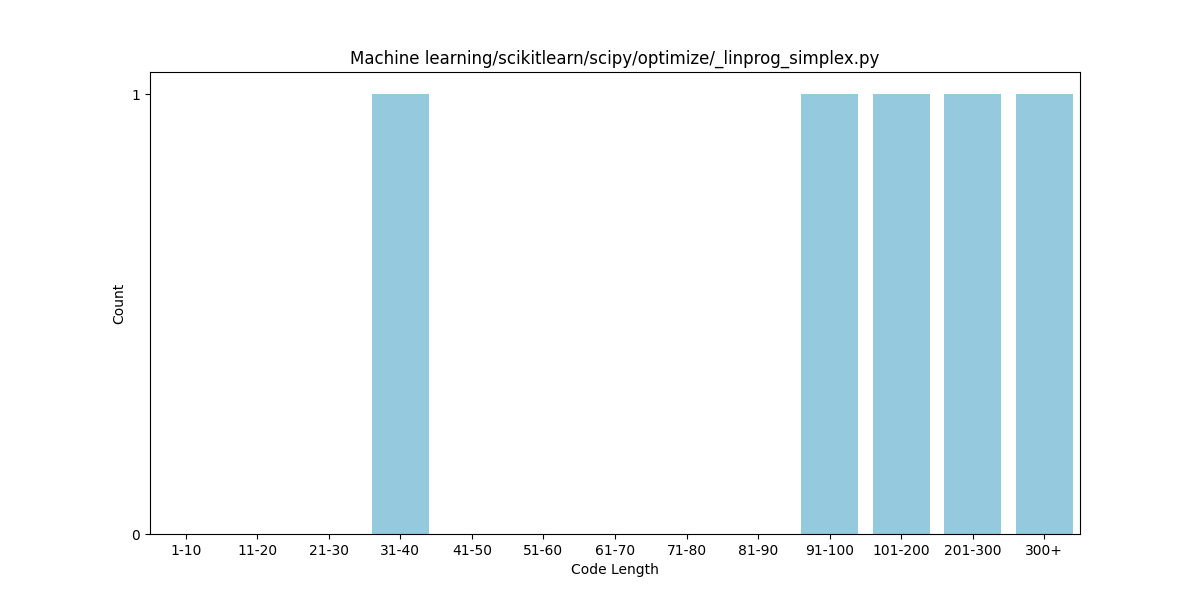 Machine learning/scikitlearn/scipy/optimize/_linprog_simplex.py
1
Count
0
1-10 11-20 21-30 31-40 41-50 51-60 61-70 71-80 81-90 91-100 101-200 201-300 300+
Code Length